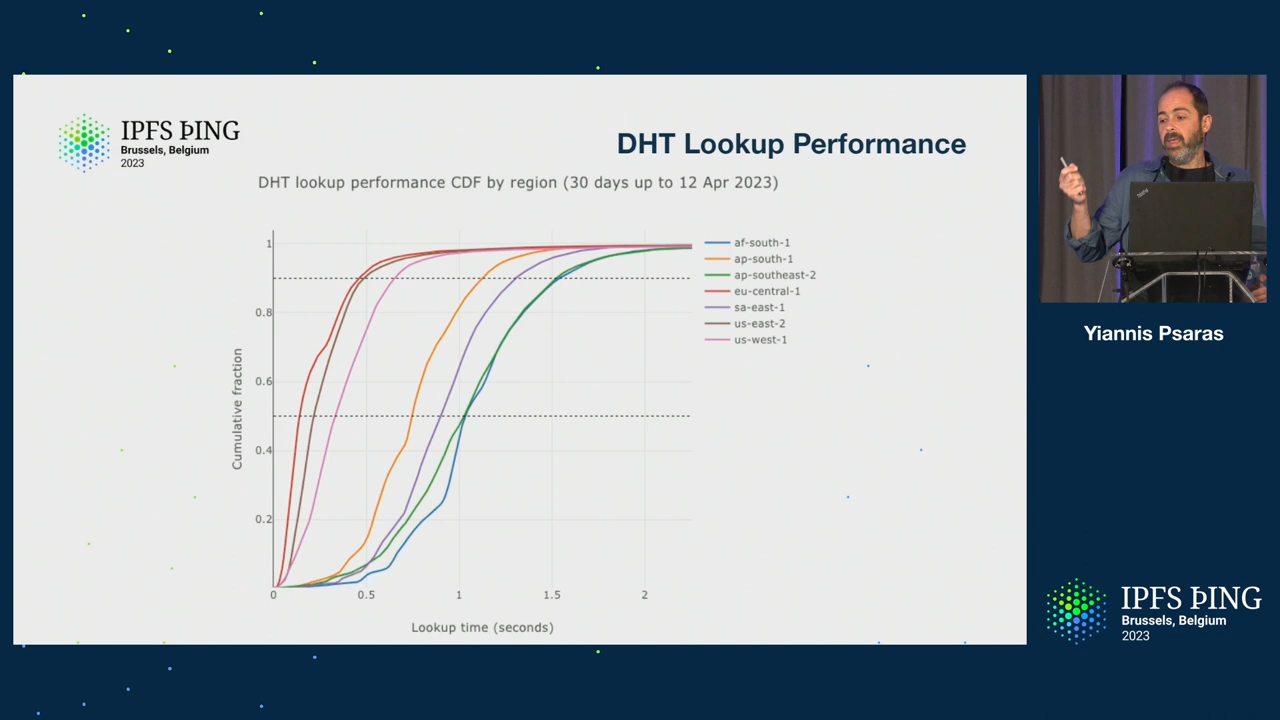 IPFS ÞING
Brussels, Belgium
2023
DHT Lookup Performance
DHT lookup performance CDF by region (30 days up to 12 Apr 2023)
Cumulative fraction
1
0.8
0.6
0.4
0.2
0
0.5
1
1.5
2
Lookup time (seconds)
af-south-1
ap-south-1
ap-southeast-2
eu-central-1
sa-east-1
us-east-2
us-west-1
Yiannis Psaras
IPFS ÞING
Brussels, Belgium
2023